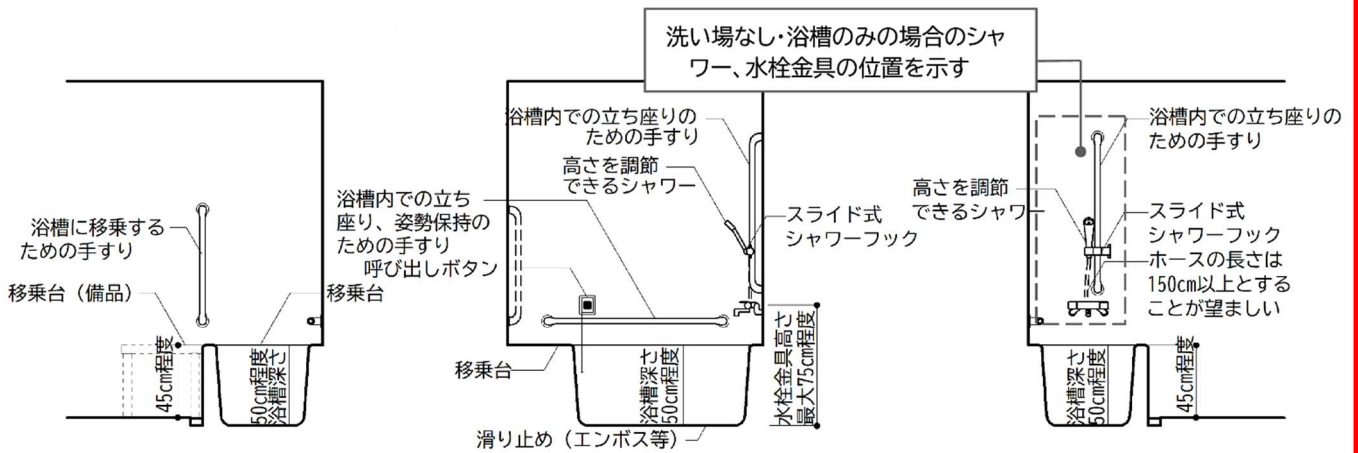 洗い場なし・浴槽のみの場合のシャ
ワー、水栓金具の位置を示す
浴槽に移乗する
ための手すり
移乗台（備品）
移乗台
45cm程度
浴槽深さ
50cm程度
浴槽内での立ち座りの
ための手すり
高さを調節
できるシャワー
浴槽内での立ち
座り、姿勢保持の
ための手すり
呼び出しボタン
スライド式
シャワーフック
移乗台
浴槽深さ
50cm程度
水栓金具高さ
最大75cm程度
滑り止め（エンボス等）
浴槽内での立ち座りの
ための手すり
高さを調節
できるシャワ
スライド式
シャワーフック
ホースの長さは
150cm以上とする
ことが望ましい
浴槽深さ
50cm程度
45cm程度